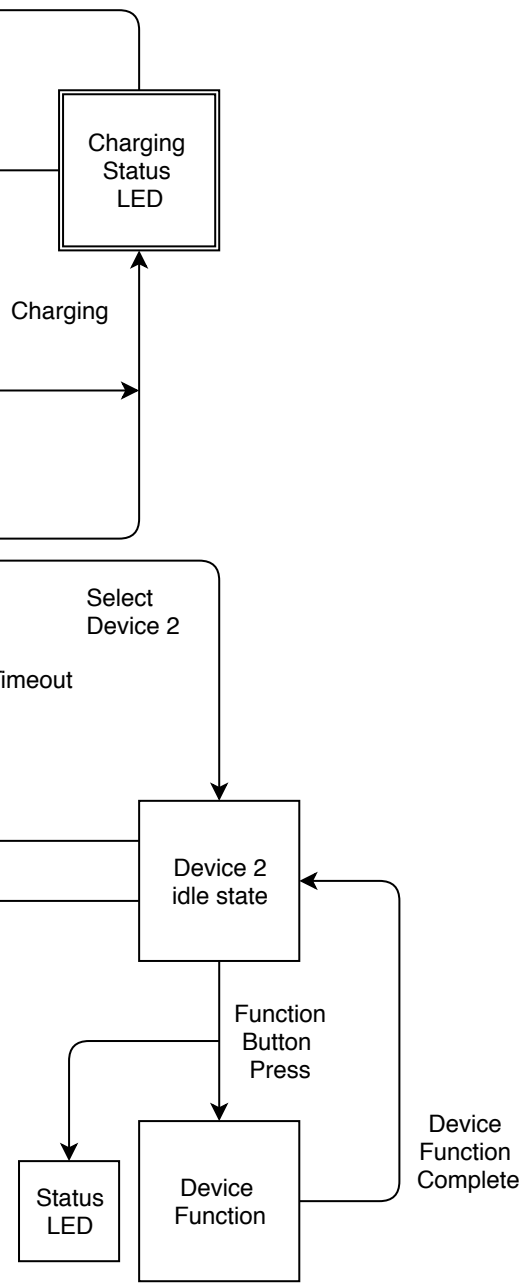 Charging
Status
LED
Charging
Select
Device 2
Timeout
Device 2
idle state
Function
Button
Press
Device
Function
Complete
Status
LED
Device
Function